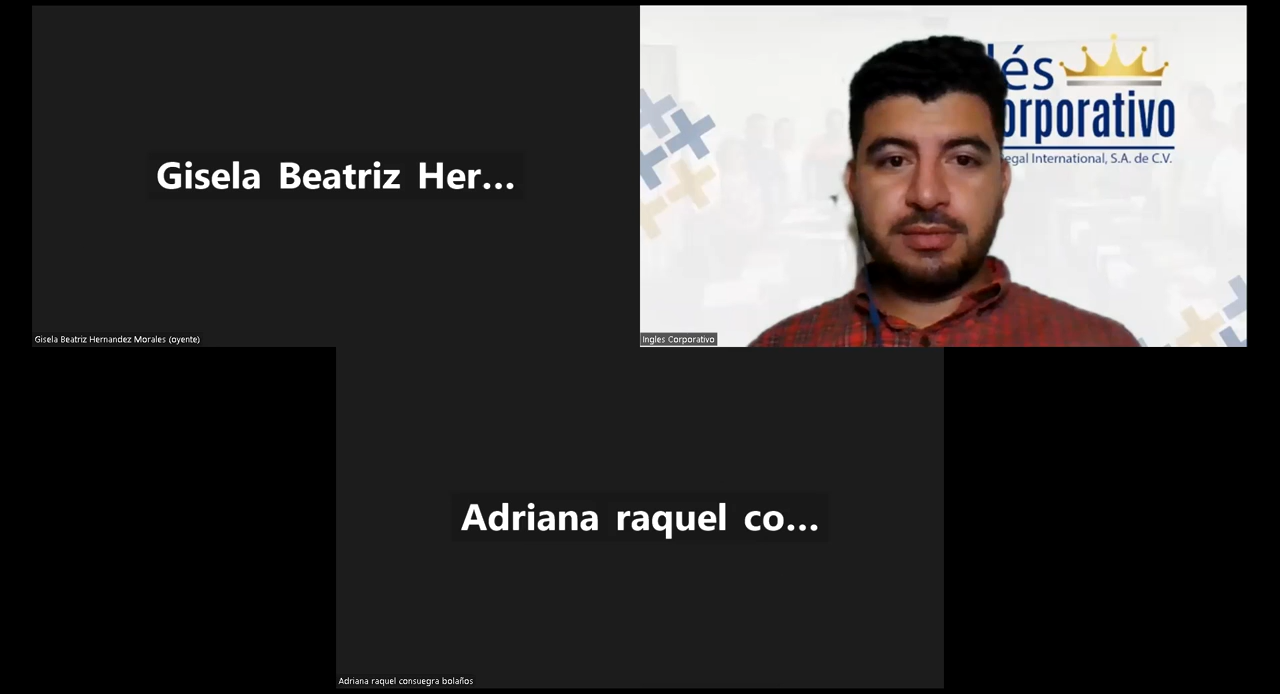 Gisela Beatriz Her...
Gisela Beatriz Hernandez Morales (oyente)
lés
orporativo
egal International, S.A. de C.V.
Ingles Corporativo
Adriana raquel co...
Adriana raquel consuegra bolaños